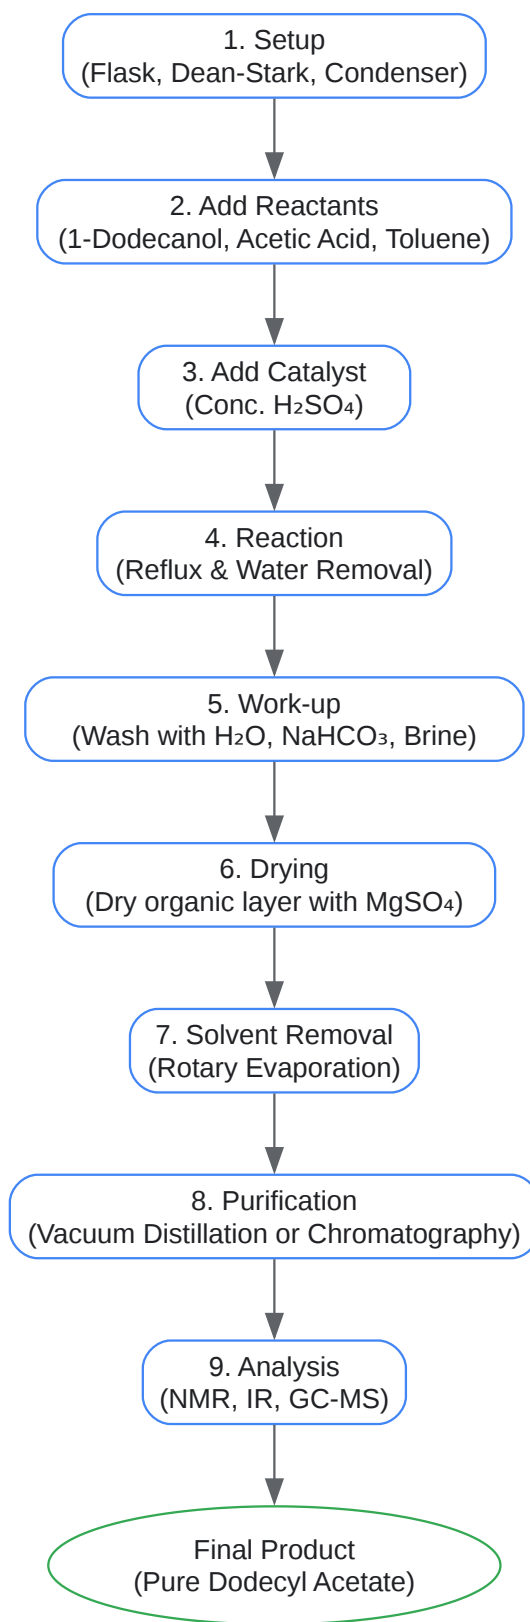 1. Setup
(Flask, Dean-Stark, Condenser)
2. Add Reactants
(1-Dodecanol, Acetic Acid, Toluene)
3. Add Catalyst
(Conc. H₂SO₄)
4. Reaction
(Reflux & Water Removal)
5. Work-up
(Wash with H₂O, NaHCO₃, Brine)
6. Drying
(Dry organic layer with MgSO₄)
7. Solvent Removal
(Rotary Evaporation)
8. Purification
(Vacuum Distillation or Chromatography)
9. Analysis
(NMR, IR, GC-MS)
Final Product
(Pure Dodecyl Acetate)